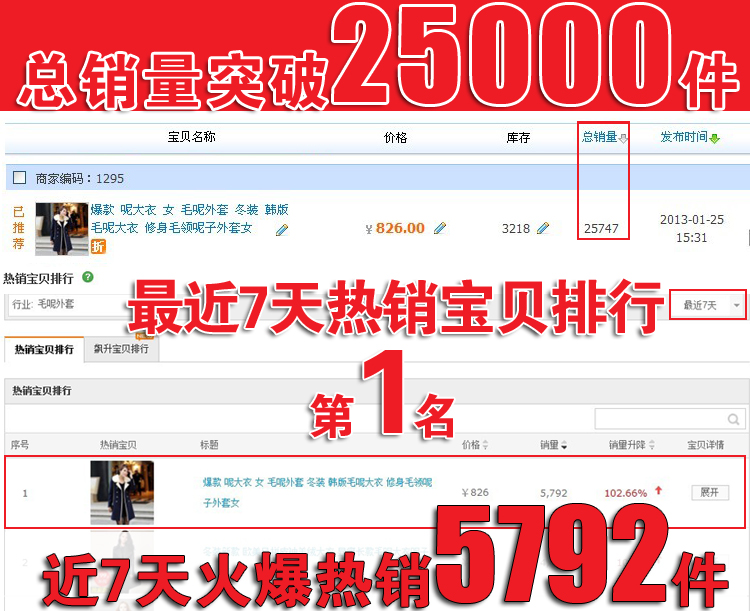 总销量突破25000件
宝贝名称 价格 库存 总销量 发布时间
商家编码：1295
已推荐
爆款 呢大衣 女 毛呢外套 冬装 韩版
毛呢大衣 修身毛领呢子外套女
折
￥826.00 3218 25747
2013-01-25
15:31
热销宝贝排行 ?
行业: 毛呢外套
最近7天
最近7天热销宝贝排行
热销宝贝排行 飙升宝贝排行
第1名
热销宝贝排行
序号 热销宝贝 标题 价格 销量 销量升降 宝贝详情
1
爆款 呢大衣 女 毛呢外套 冬装 韩版毛呢大衣 修身毛领呢
子外套女
￥826 5,792 102.66% 展开
2
近7天火爆热销5792件